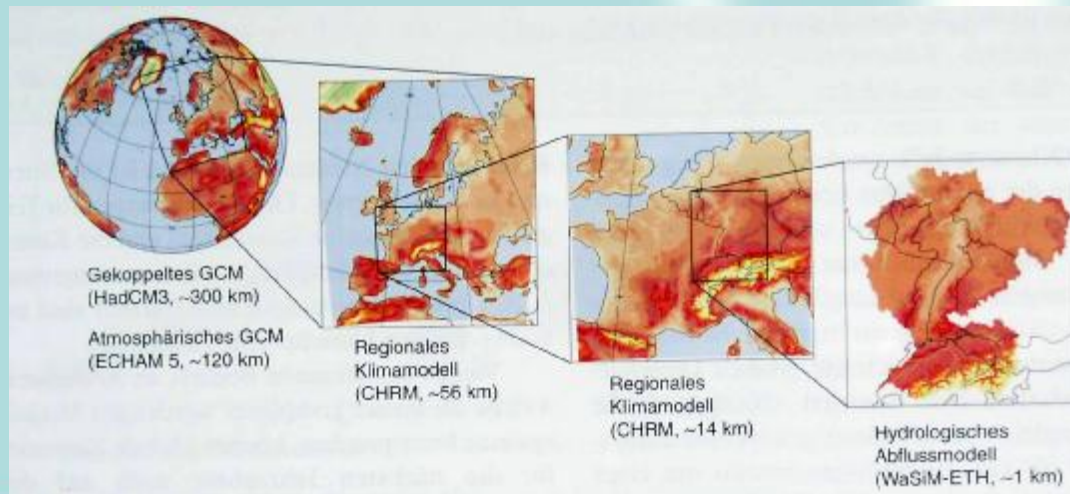 Gekoppeltes GCM
(HadCM3, ~300 km)
Atmosphärisches GCM
(ECHAM 5, ~120 km)
Regionales
Klimamodell
(CHRM, ~56 km)
Regionales
Klimamodell
(CHRM, ~14 km)
Hydrologisches
Abflussmodell
(WaSiM-ETH, ~1 km)